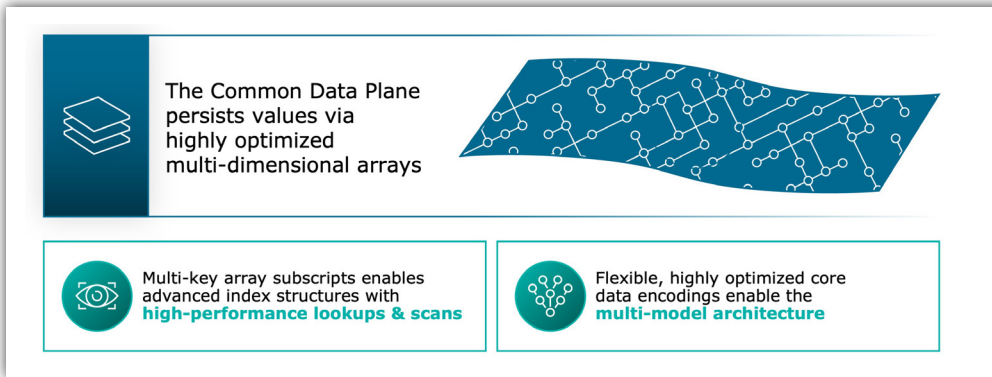 The Common Data Plane
persists values via
highly optimized
multi-dimensional arrays
Multi-key array subscripts enables
advanced index structures with
high-performance lookups & scans
Flexible, highly optimized core
data encodings enable the
multi-model architecture